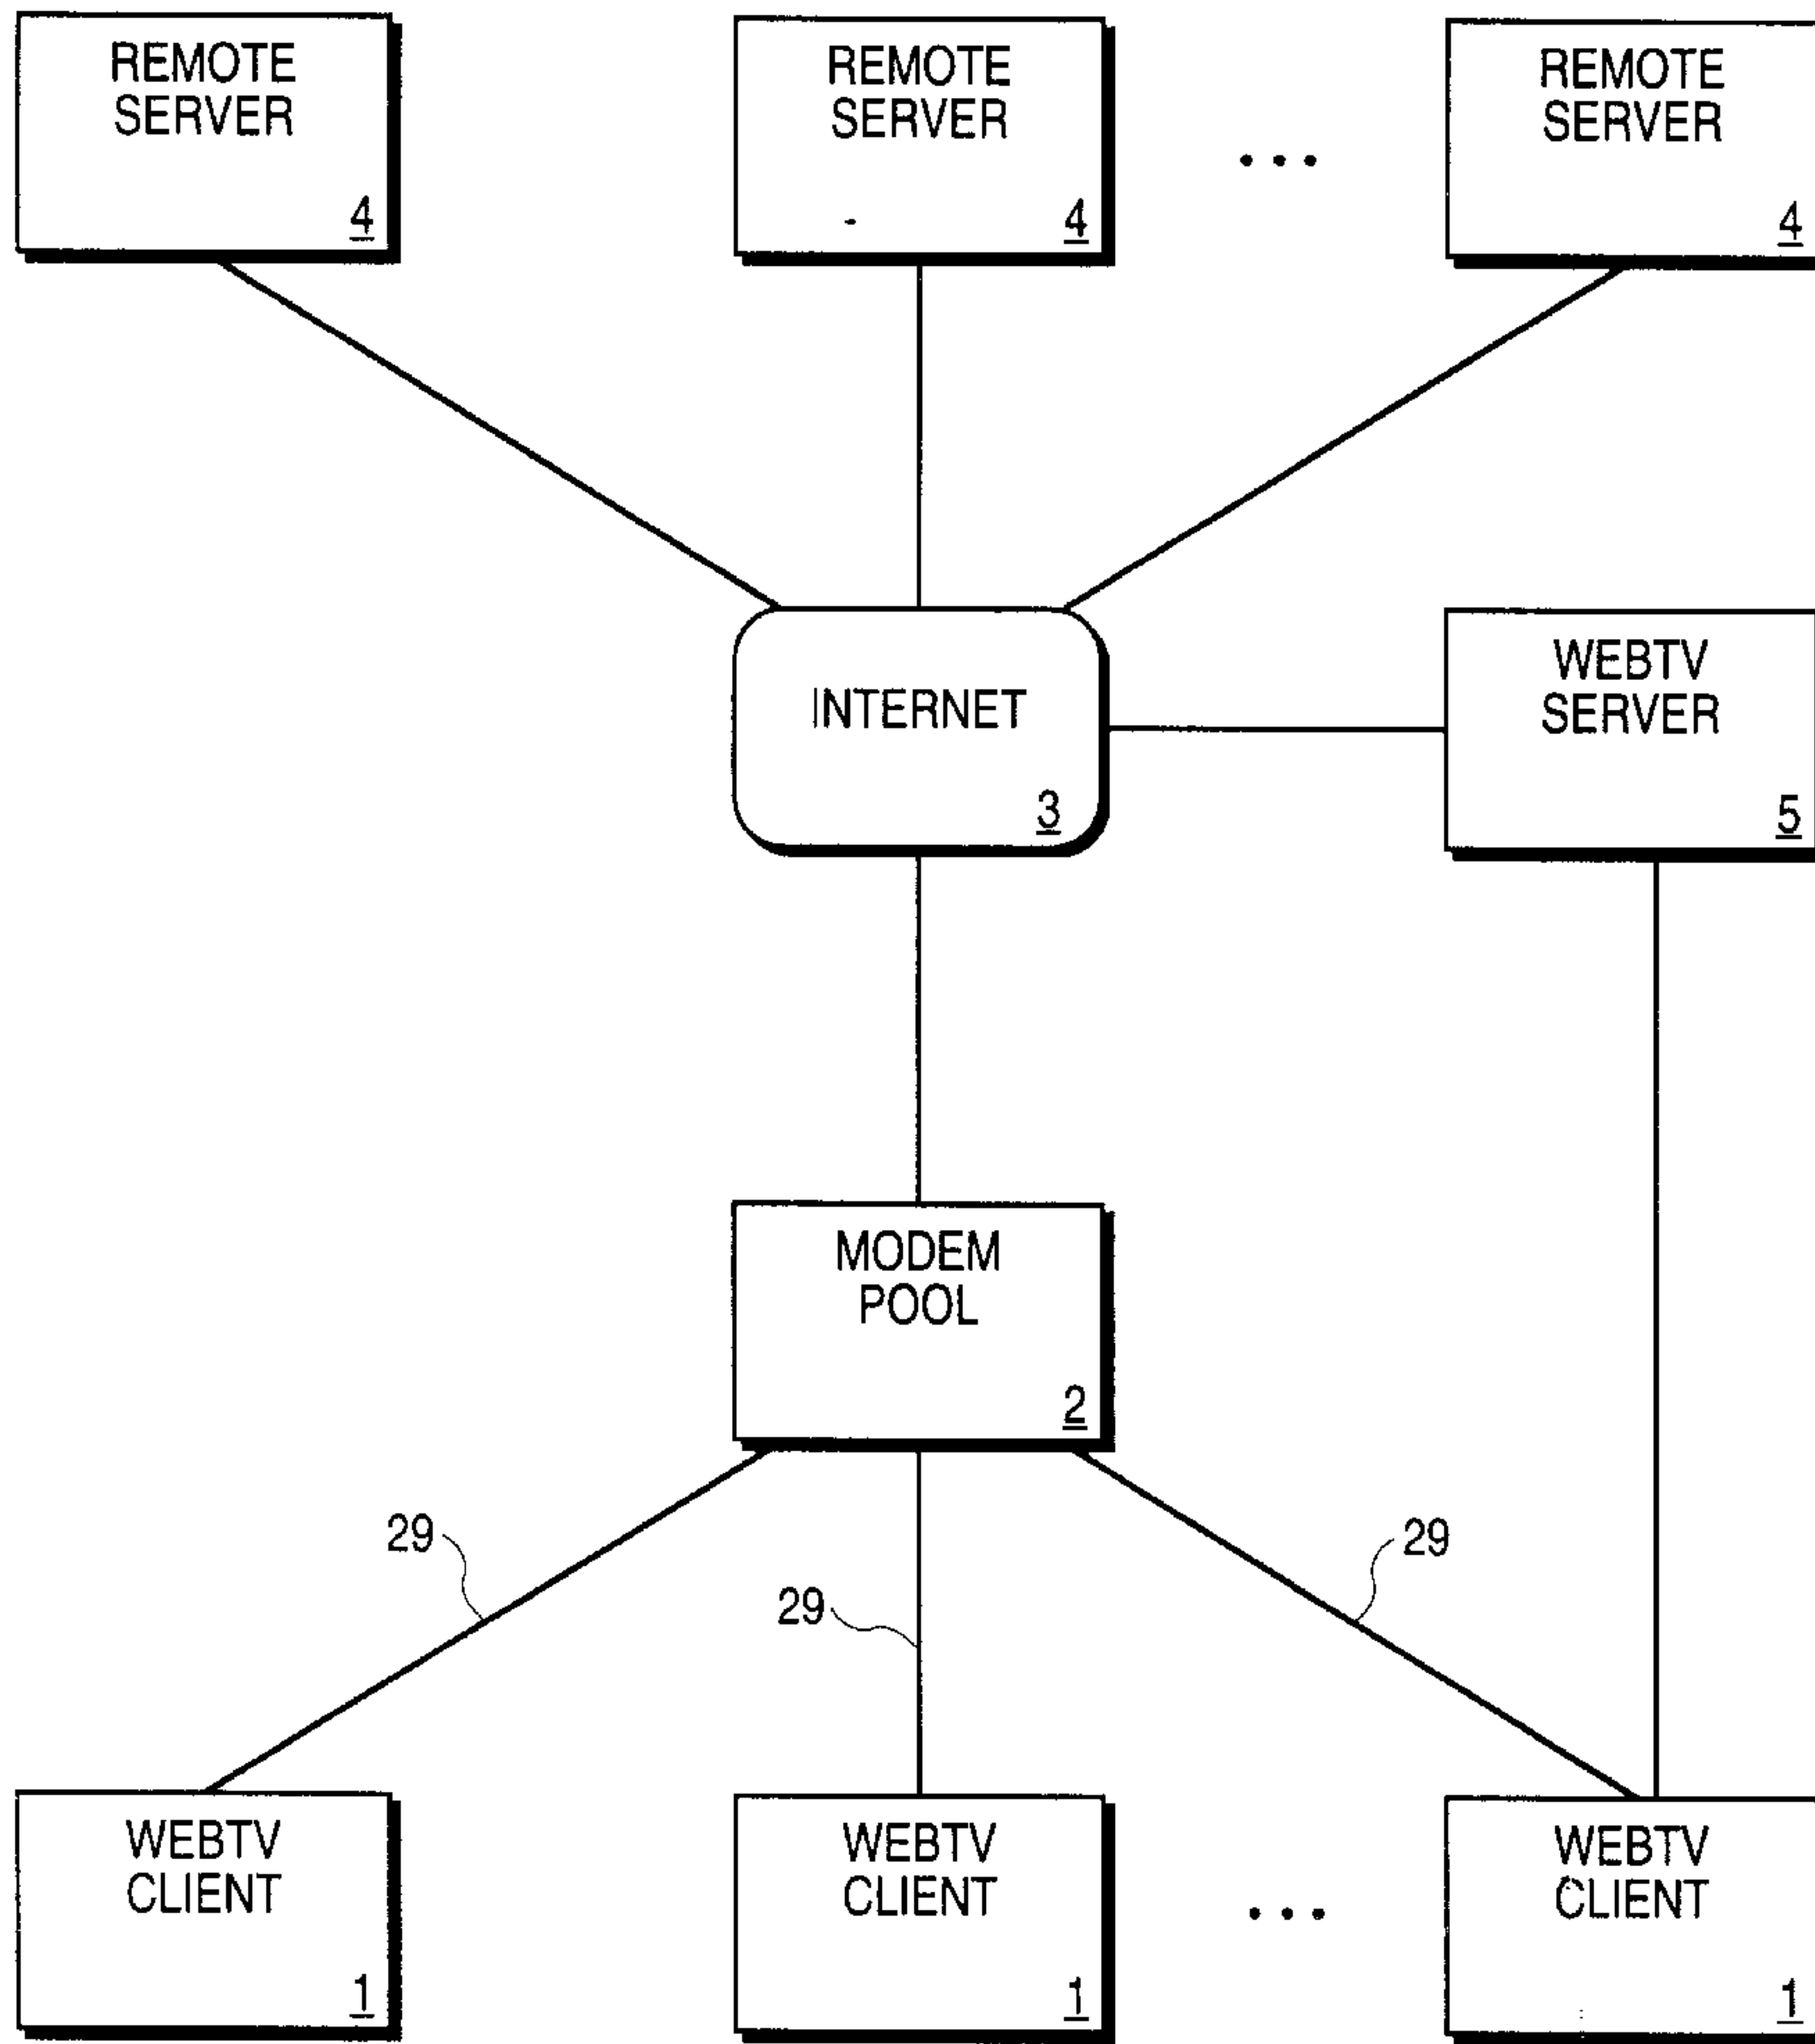 REMOTE
SERVER
4
REMOTE
SERVER
4
...
REMOTE
SERVER
4
INTERNET
3
WEBTV
SERVER
5
MODEM
POOL
2
29
29
29
WEBTV
CLIENT
1
WEBTV
CLIENT
1
...
WEBTV
CLIENT
1